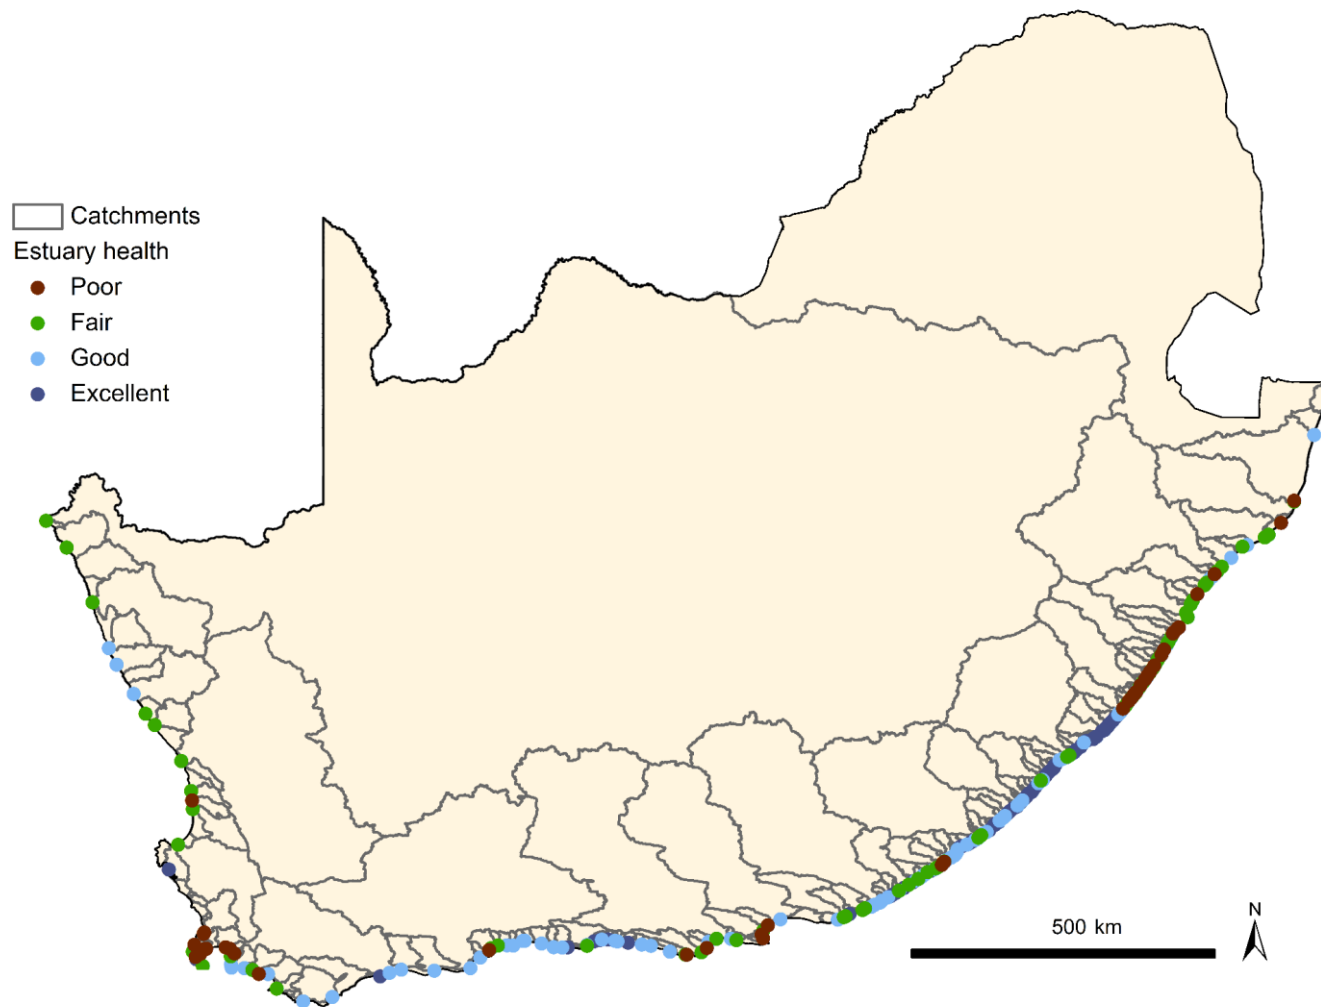 Catchments
Estuary health
Poor
Fair
Good
Excellent
500 km
N